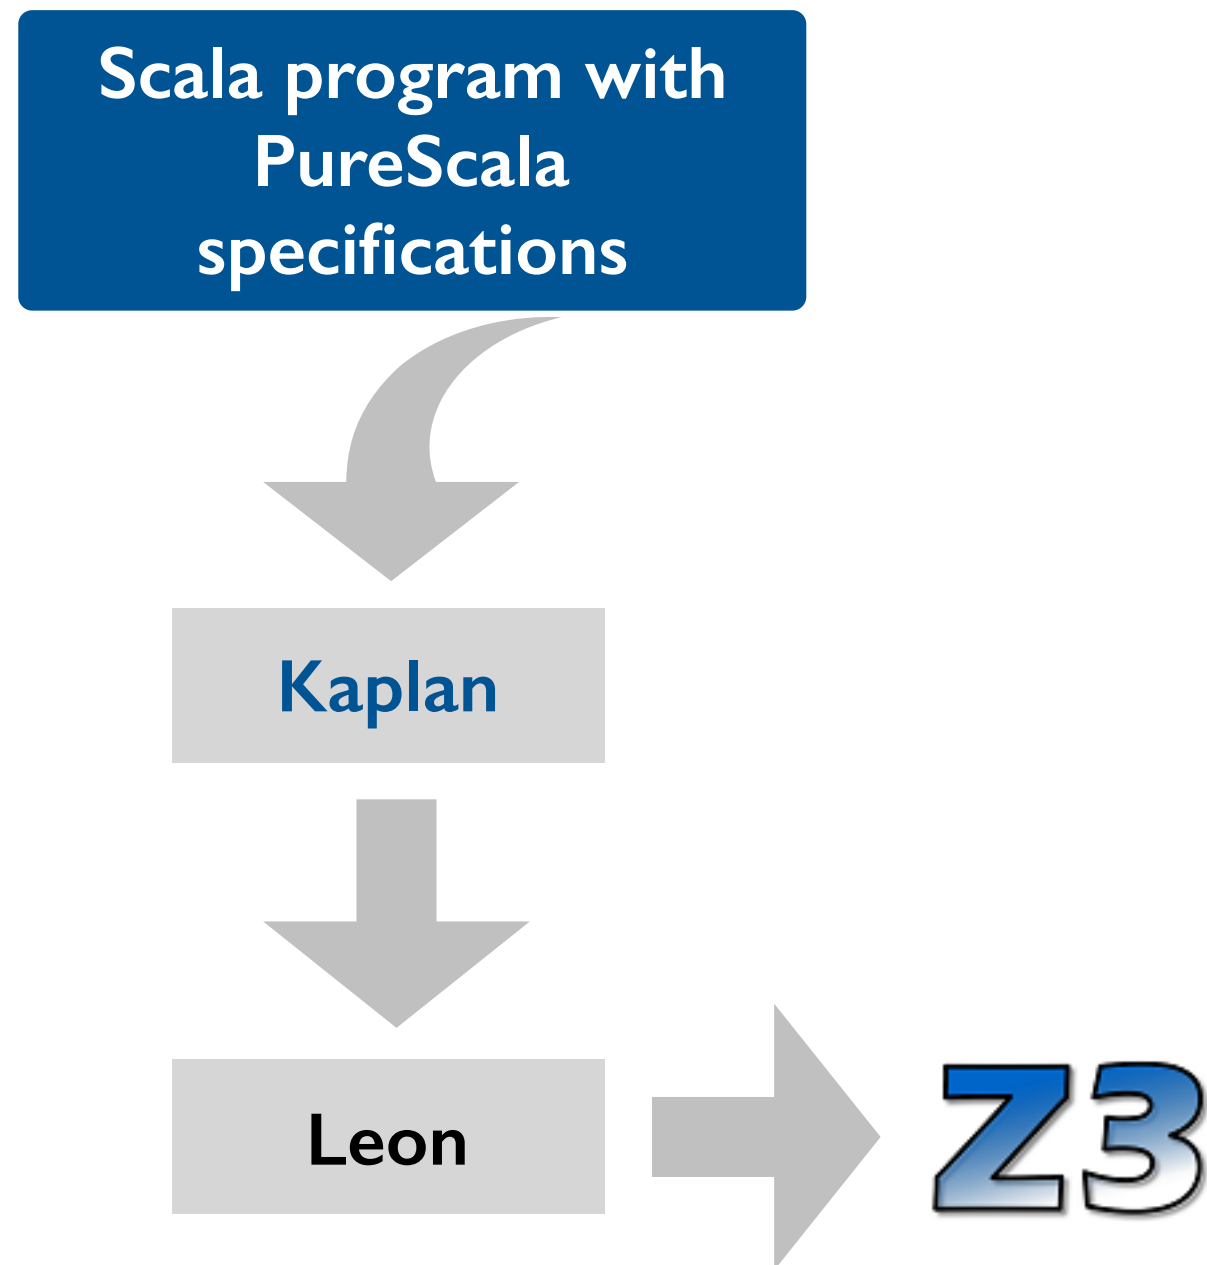 Scala program with
PureScala
specifications
Kaplan
Leon
Z3